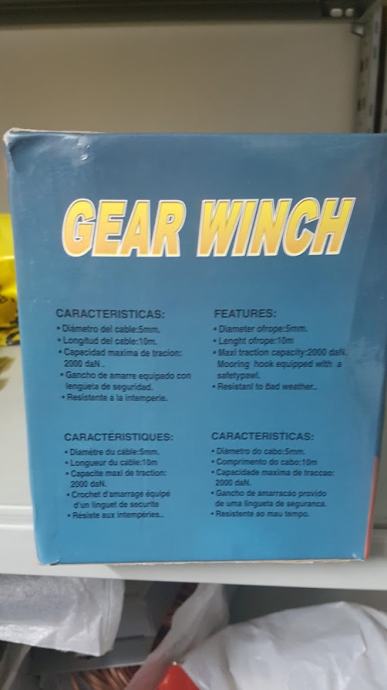 GEAR WINCH
CARACTERISTICAS:
• Diámetro del cable:5mm.
• Longitud del cable:10m.
• Capacidad maxima de tracion:
2000 daN..
• Gancho de amarre equipado con
lengueta de seguridad.
• Resistente a la intemperie.
FEATURES:
• Diameter ofrope:5mm.
• Lenght ofrope:10m
• Maxi traction capacity:2000 daN.
Mooring hook equipped with a
safetypawl.
• Resistanl to Bad weather..
CARACTÉRISTIQUES:
• Diamètre du câble:5mm.
• Longueur du câble:10m
• Capacite maxi de traction:
2000 daN.
• Crochet d'amarrage équipé
d'un linguet de securite
• Résiste aux intempéries..
CARACTERISTICAS:
• Diâmetro do cabo:5mm.
• Comprimento do cabo:10m
• Capacidade maxima de traccao:
2000 daN.
• Gancho de amarracao provido
de uma lingueta de seguranca.
• Resistente ao mau tempo.